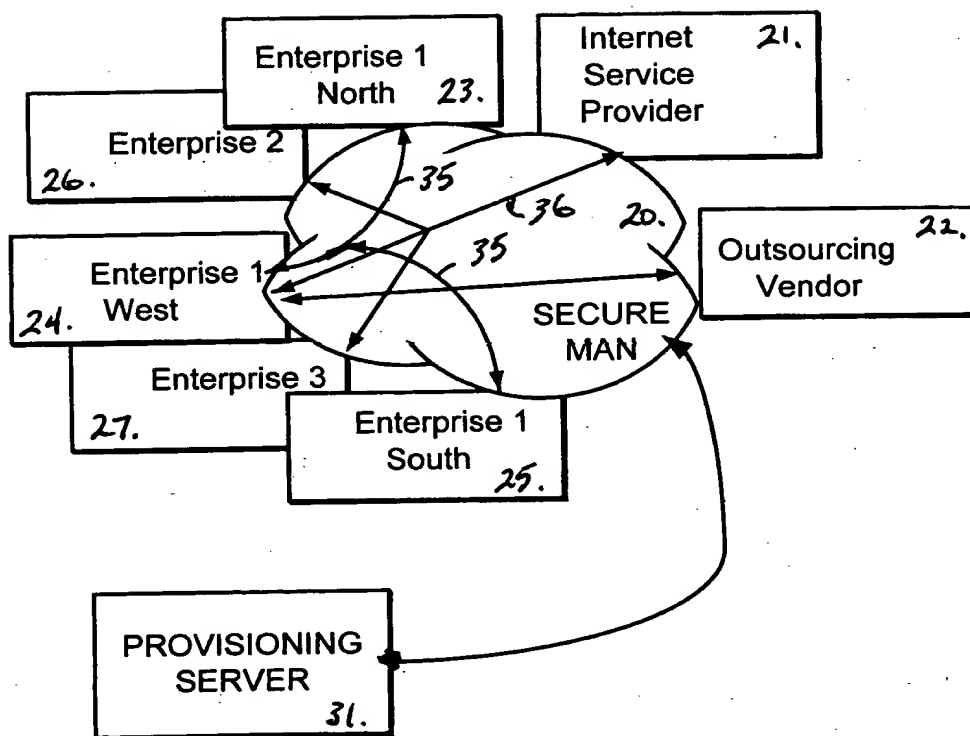 Enterprise 1
North 23.
Internet 21.
Service
Provider
Enterprise 2
26.
35
36
20.
22.
Outsourcing
Vendor
Enterprise 1
West
24.
35
SECURE
MAN
Enterprise 3
27.
Enterprise 1
South
25.
PROVISIONING
SERVER
31.